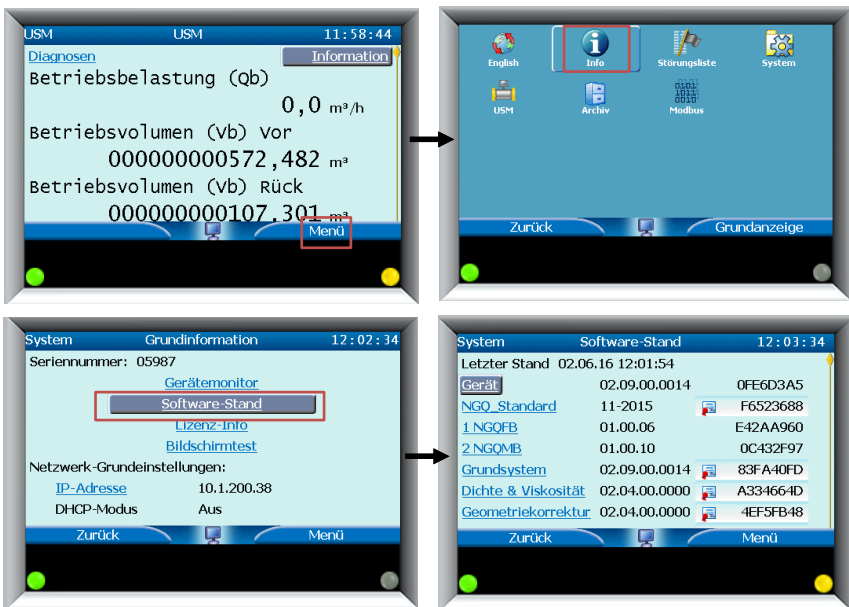 USM USM 11:58:44
Diagnosen Information
Betriebsbelastung (Qb)
0,0 m³/h
Betriebsvolumen (Vb) Vor
000000000572,482 m³
Betriebsvolumen (Vb) Rück
000000000107,301 m³
Menü
English Info Störungsliste System
USM Archiv Modbus
Zurück Grundanzeige
System Grundinformation 12:02:34
Seriennummer: 05987
Gerätemonitor
Software-Stand
Lizenz-Info
Bildschirmtest
Netzwerk-Grundeinstellungen:
IP-Adresse 10.1.200.38
DHCP-Modus Aus
Zurück Menü
System Software-Stand 12:03:34
Letzter Stand 02.06.16 12:01:54
Gerät 02.09.00.0014 0FE6D3A5
NGQ_Standard 11-2015 F6523688
1 NGQFB 01.00.06 E42AA960
2 NGQMB 01.00.10 0C432F97
Grundsystem 02.09.00.0014 83FA40FD
Dichte & Viskosität 02.04.00.0000 A334664D
Geometriekorrektur 02.04.00.0000 4EF5FB48
Zurück Menü